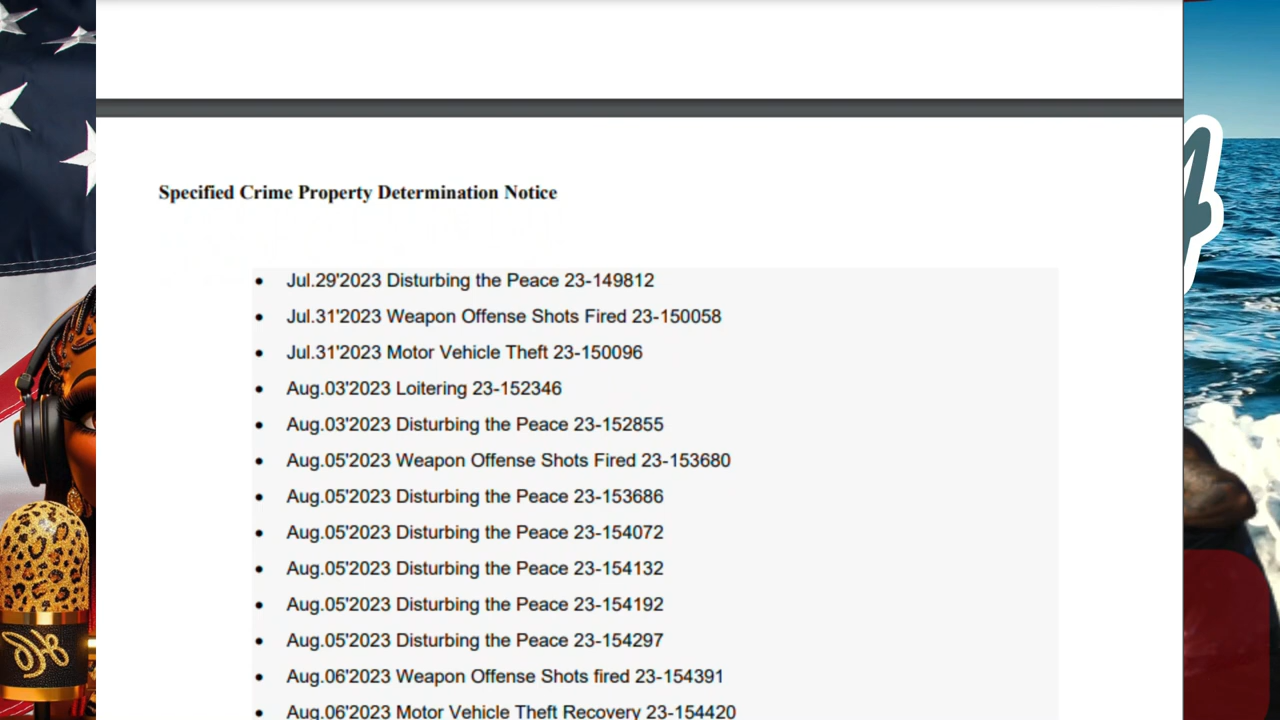 Specified Crime Property Determination Notice
• Jul.29'2023 Disturbing the Peace 23-149812
• Jul.31'2023 Weapon Offense Shots Fired 23-150058
• Jul.31'2023 Motor Vehicle Theft 23-150096
• Aug.03'2023 Loitering 23-152346
• Aug.03'2023 Disturbing the Peace 23-152855
• Aug.05'2023 Weapon Offense Shots Fired 23-153680
• Aug.05'2023 Disturbing the Peace 23-153686
• Aug.05'2023 Disturbing the Peace 23-154072
• Aug.05'2023 Disturbing the Peace 23-154132
• Aug.05'2023 Disturbing the Peace 23-154192
• Aug.05'2023 Disturbing the Peace 23-154297
• Aug.06'2023 Weapon Offense Shots fired 23-154391
• Aug.06'2023 Motor Vehicle Theft Recovery 23-154420